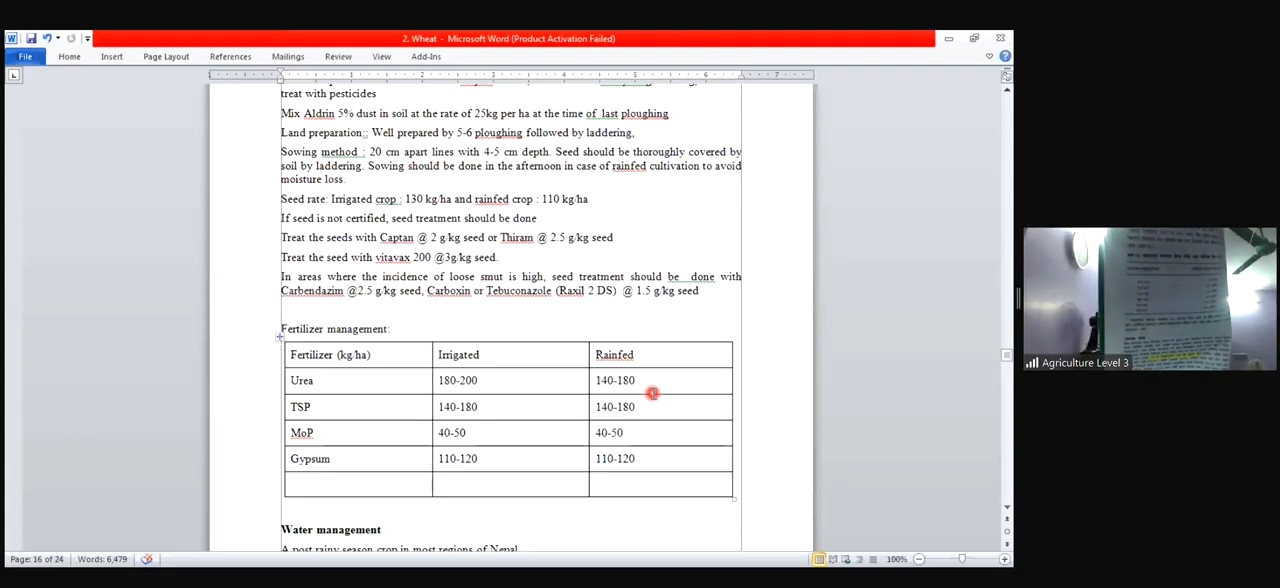 2. Wheat - Microsoft Word (Product Activation Failed)
File Home Insert Page Layout References Mailings Review View Add-Ins
treat with pesticides
Mix Aldrin 5% dust in soil at the rate of 25kg per ha at the time of last ploughing
Land preparation:: Well prepared by 5-6 ploughing followed by laddering,
Sowing method : 20 cm apart lines with 4-5 cm depth. Seed should be thoroughly covered by
soil by laddering. Sowing should be done in the afternoon in case of rainfed cultivation to avoid
moisture loss.
Seed rate: Irrigated crop : 130 kg/ha and rainfed crop : 110 kg/ha
If seed is not certified, seed treatment should be done
Treat the seeds with Captan @ 2 g/kg seed or Thiram @ 2.5 g/kg seed
Treat the seed with vitavax 200 @3g/kg seed.
In areas where the incidence of loose smut is high, seed treatment should be done with
Carbendazim @2.5 g/kg seed, Carboxin or Tebuconazole (Raxil 2 DS) @ 1.5 g/kg seed
Fertilizer management:
Fertilizer (kg/ha) Irrigated Rainfed
Urea 180-200 140-180
TSP 140-180 140-180
MoP 40-50 40-50
Gypsum 110-120 110-120
Water management
A post rainy season crop in most regions of Nepal
Page: 16 of 24 Words: 6,479 100%
Agriculture Level 3